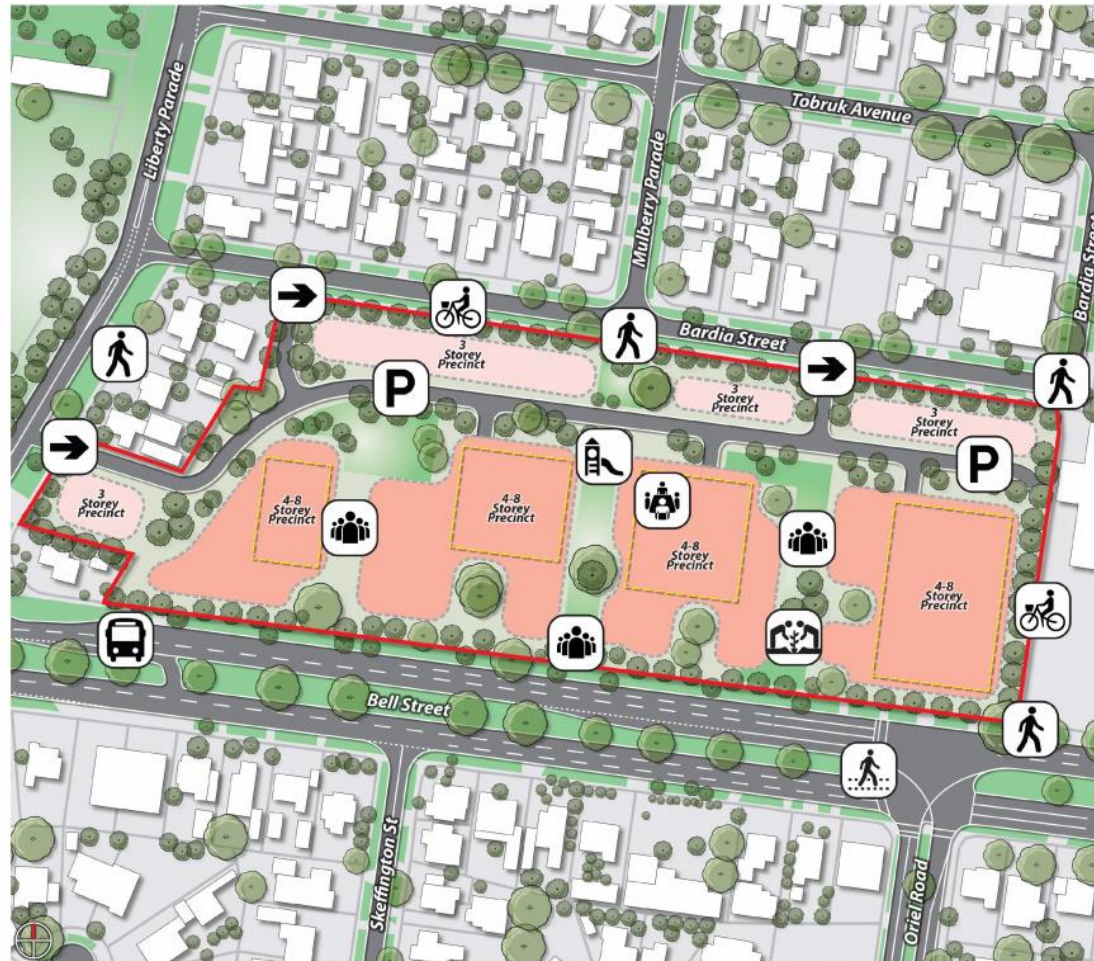 Liberty Parade
Tobruk Avenue
Mulberry Parade
Bardia Street
Bardia Street
3
Storey
Precinct
P
3
Storey
Precinct
3
Storey
Precinct
P
3
Storey
Precinct
4-8
Storey
Precinct
4-8
Storey
Precinct
4-8
Storey
Precinct
4-8
Storey
Precinct
Bell Street
Skeffington St
Oriel Road